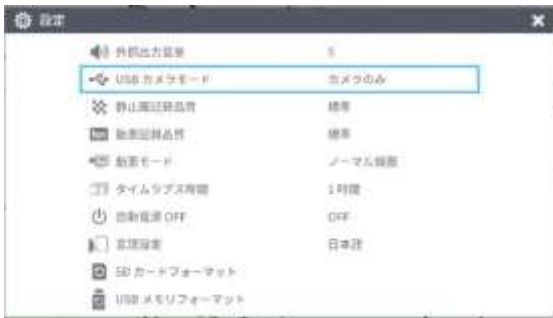 設定
外部出力音量 5
USB カメラモード カメラのみ
静止画記録品質 標準
動画記録品質 標準
動画モード ノーマル録画
タイムラプス時間 1時間
自動電源 OFF OFF
言語設定 日本語
SD カードフォーマット
USB メモリフォーマット